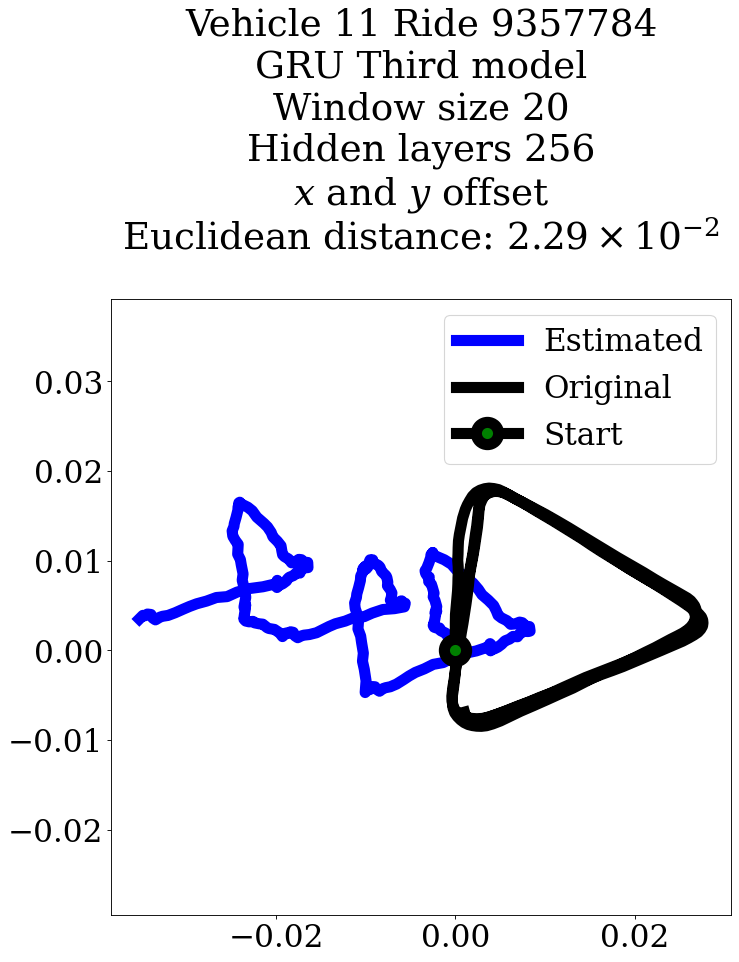 Vehicle 11 Ride 9357784
GRU Third model
Window size 20
Hidden layers 256
x and y offset
Euclidean distance: 2.29 × 10⁻²
Estimated
Original
Start
0.03
0.02
0.01
0.00
−0.01
−0.02
−0.02 0.00 0.02